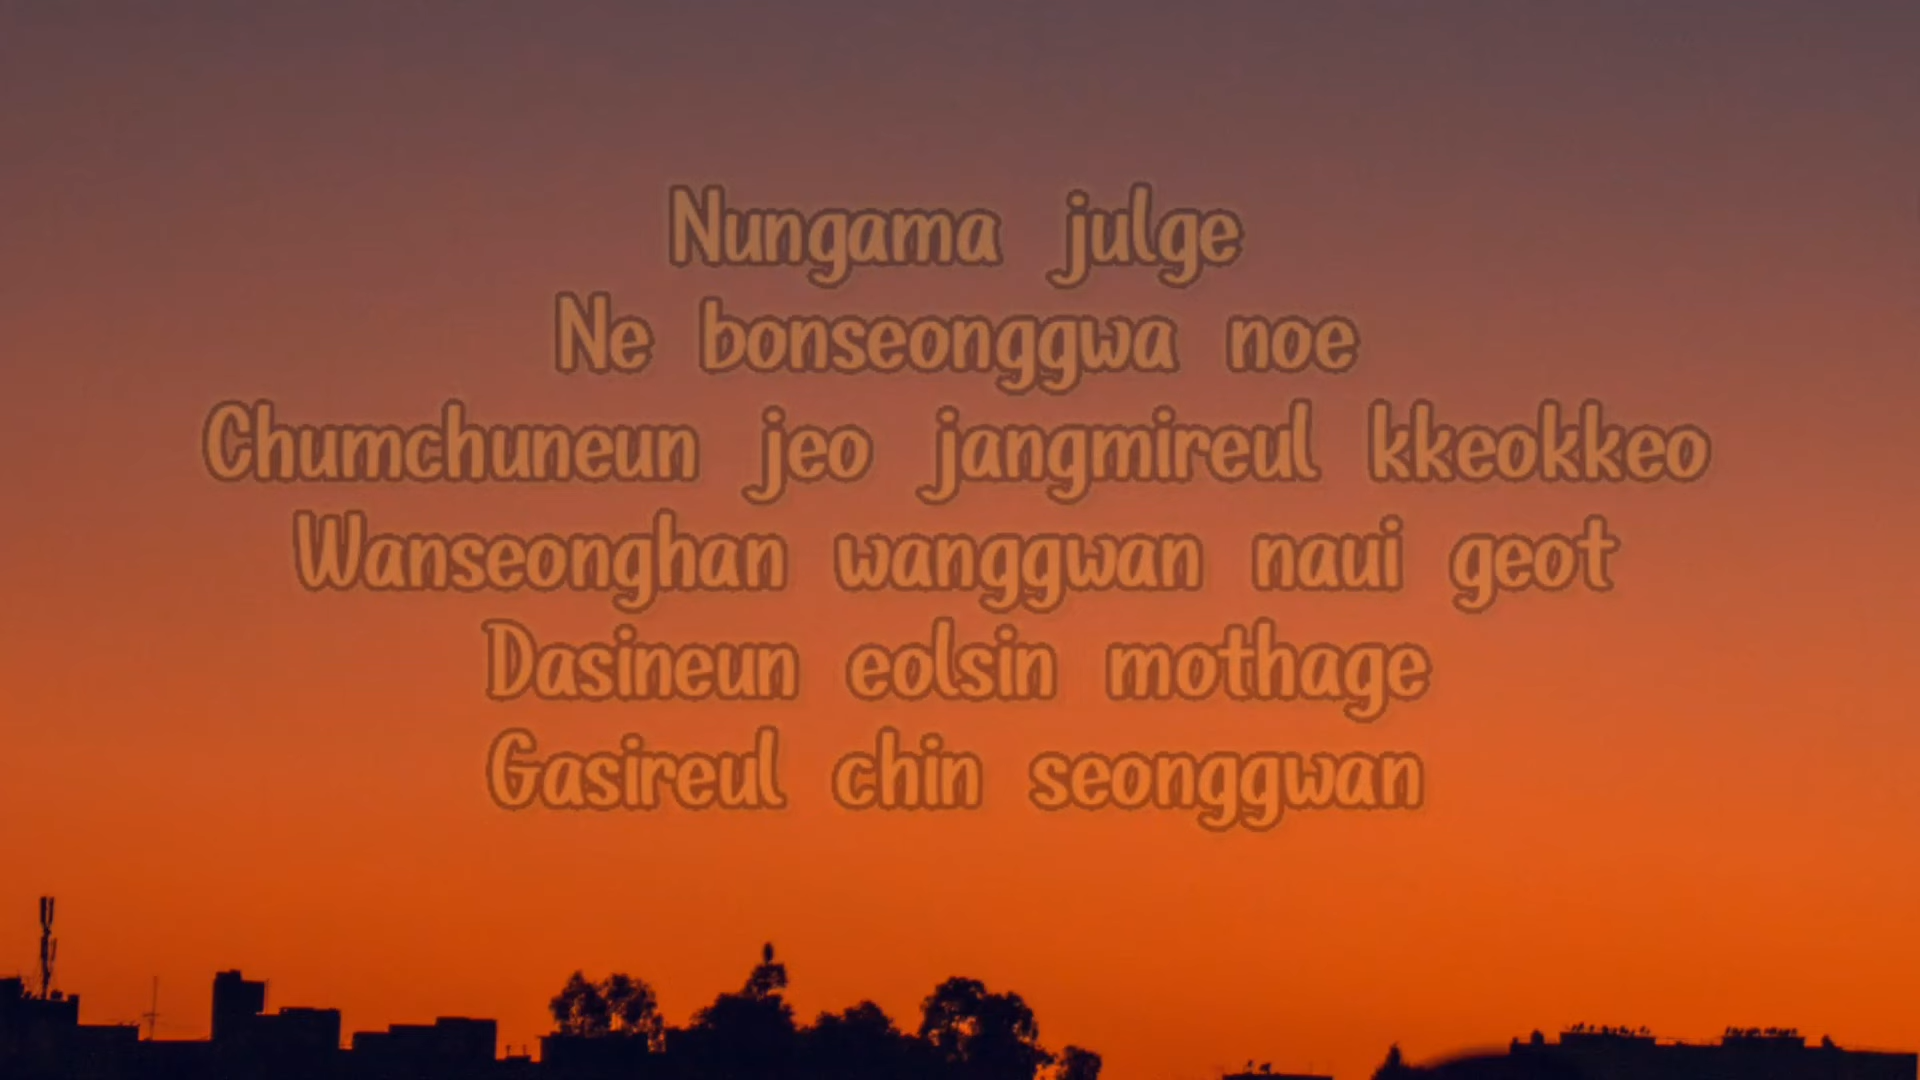 Nungama julge
Ne bonseonggwa noe
Chumchuneun jeo jangmireul kkeokkeo
Wanseonghan wanggwan naui geot
Dasineun eolsin mothage
Gasireul chin seonggwan